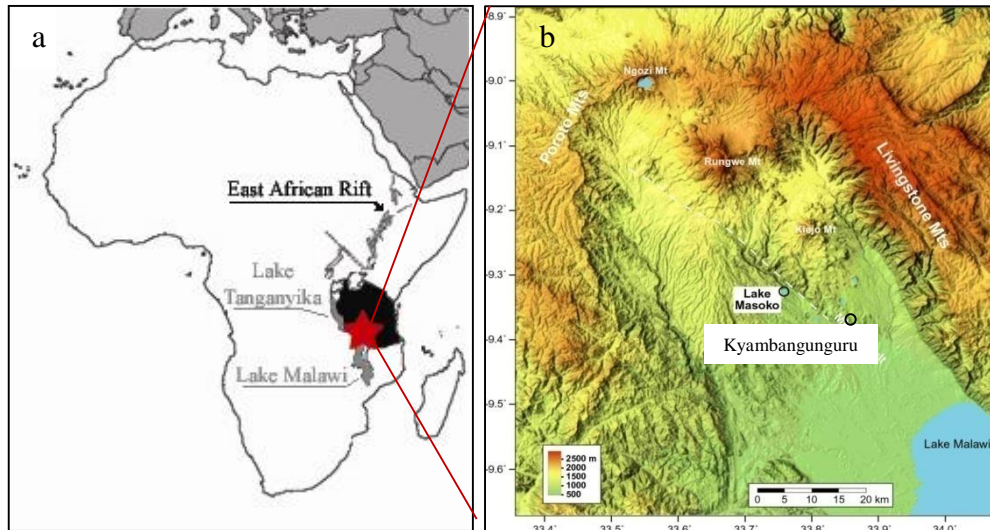 a
East African Rift
Lake
Tanganyika
Lake Malawi
b
-8.9˚
-9.0˚
-9.1˚
-9.2˚
-9.3˚
-9.4˚
-9.5˚
-9.6˚
Ngozi Mt
Poroto Mts
Rungwe Mt
Livingstone Mts
Kiejo Mt
Lake
Masoko
Kyambangunguru
Lake Malawi
2500 m
2000
1500
1000
500
0 5 10 15 20 km
33.4˚ 33.5˚ 33.6˚ 33.7˚ 33.8˚ 33.9˚ 34.0˚